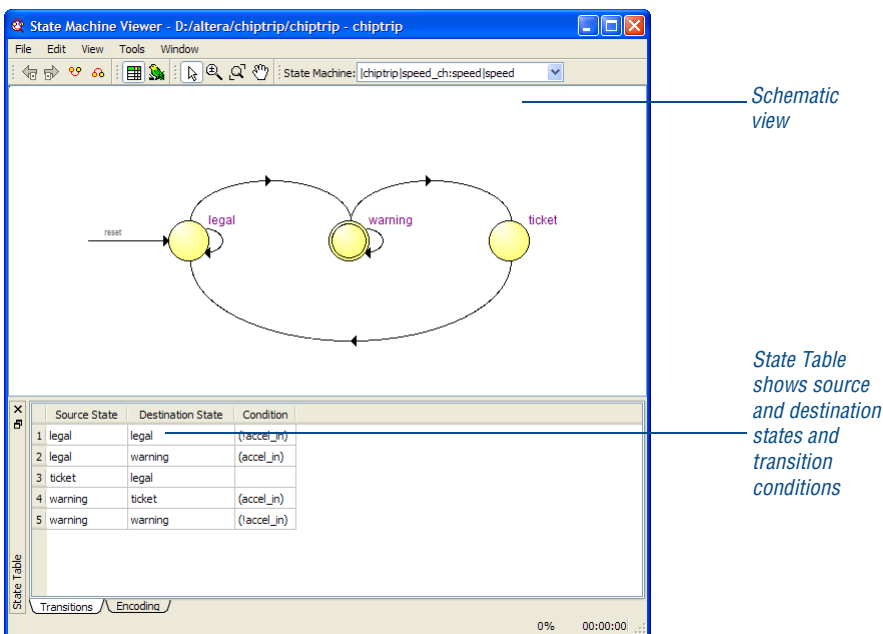 State Machine Viewer - D:/altera/chiptrip/chiptrip - chiptrip
File Edit View Tools Window
State Machine: |chiptrip|speed_ch:speed|speed
Schematic
view
reset
legal
warning
ticket
State Table
shows source
and destination
states and
transition
conditions
Source State Destination State Condition
1 legal legal (!accel_in)
2 legal warning (accel_in)
3 ticket legal
4 warning ticket (accel_in)
5 warning warning (!accel_in)
State Table
Transitions Encoding
0% 00:00:00